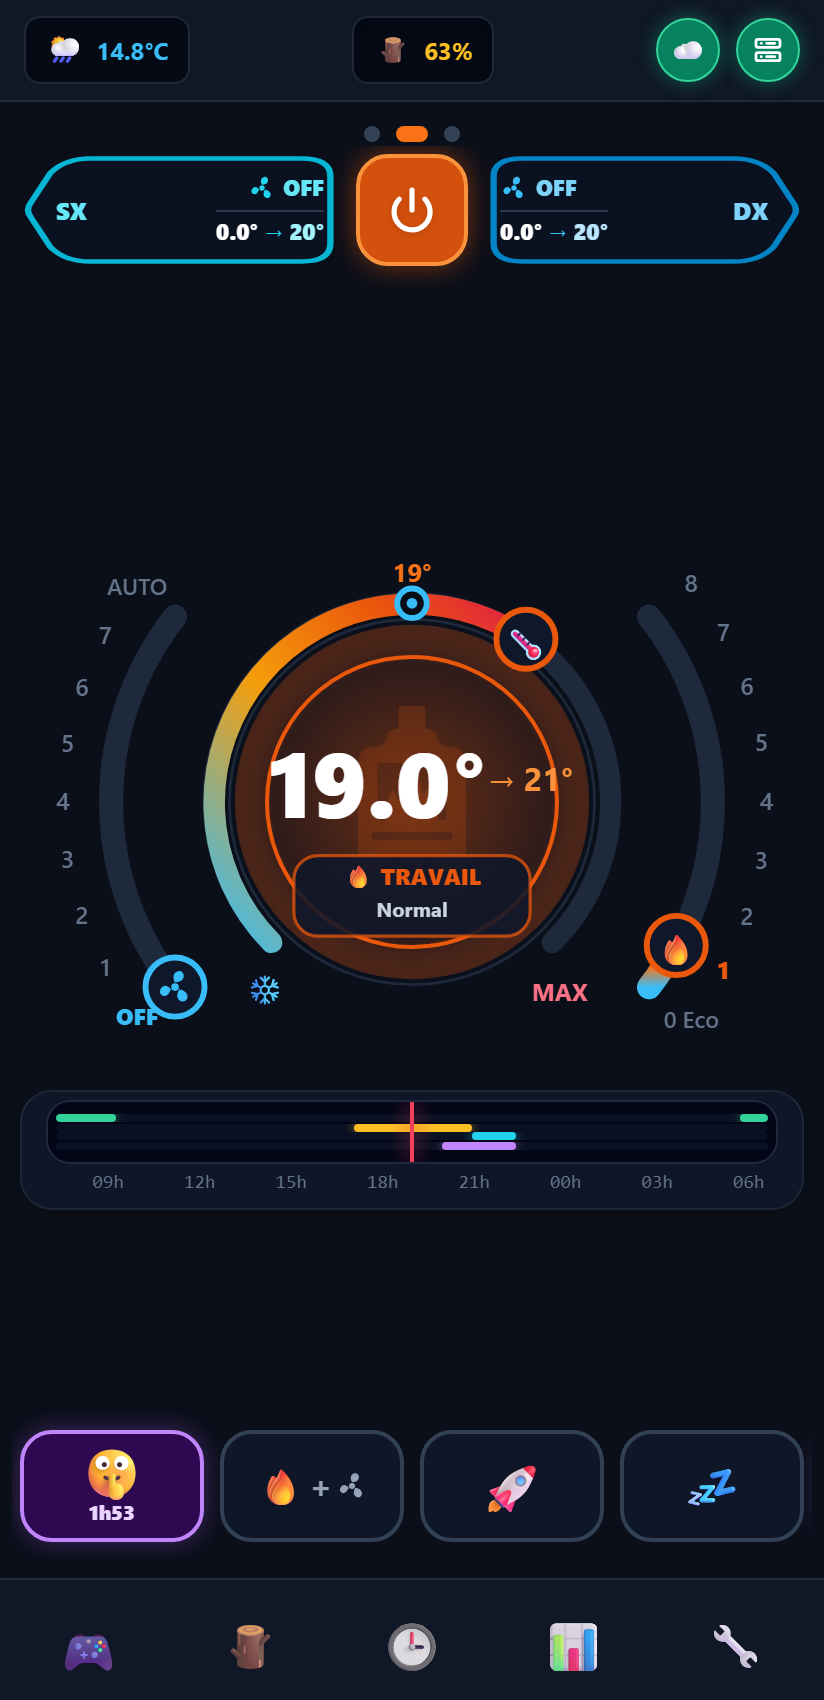 14.8°C
63%
SX
OFF
0.0° → 20°
OFF
0.0° → 20°
DX
19°
AUTO
7
6
5
4
3
2
1
OFF
8
7
6
5
4
3
2
1
0 Eco
19.0° → 21°
TRAVAIL
Normal
MAX
09h 12h 15h 18h 21h 00h 03h 06h
1h53
+
zzZ